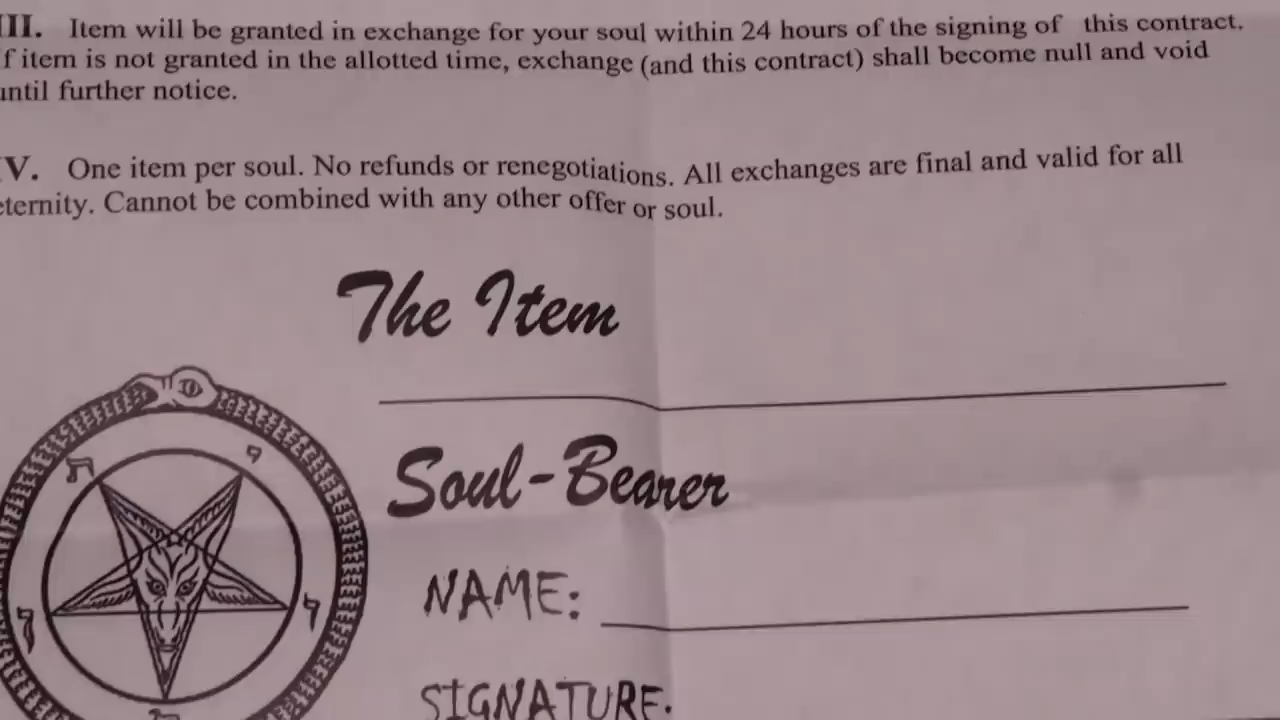 III. Item will be granted in exchange for your soul within 24 hours of the signing of this contract.
If item is not granted in the allotted time, exchange (and this contract) shall become null and void
until further notice.
IV. One item per soul. No refunds or renegotiations. All exchanges are final and valid for all
eternity. Cannot be combined with any other offer or soul.
The Item
Soul-Bearer
NAME:
SIGNATURE: